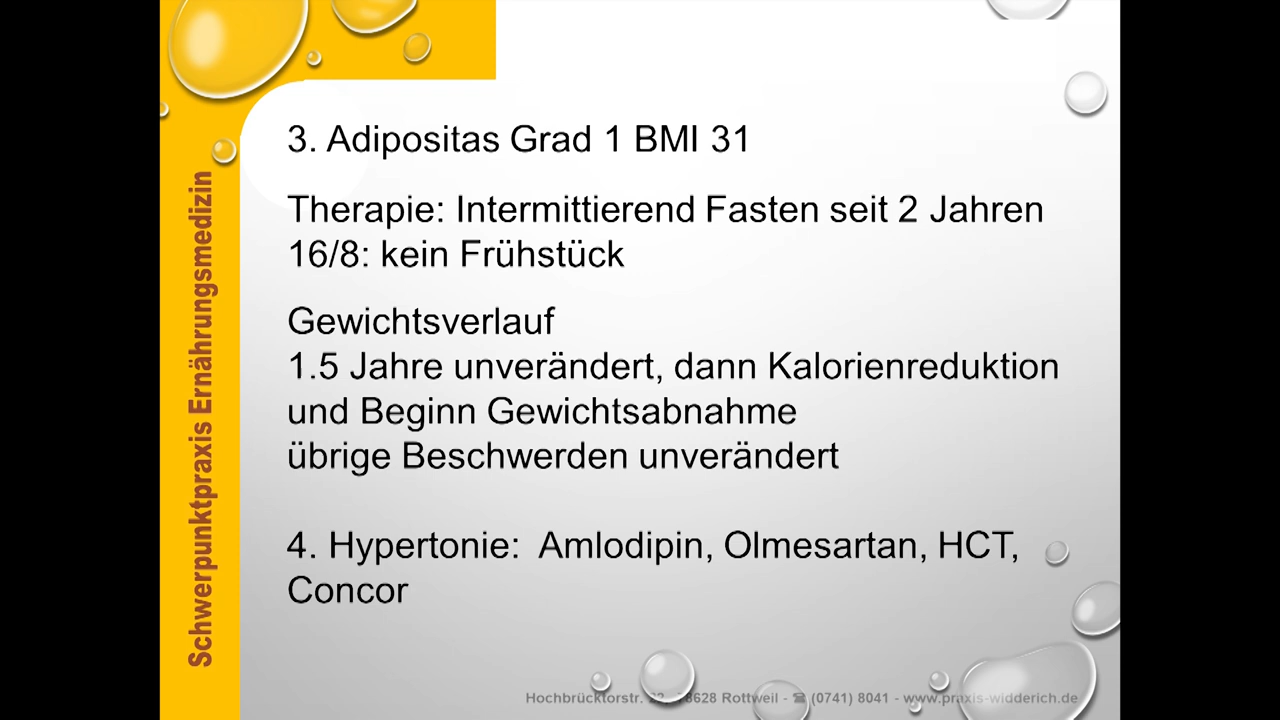 3. Adipositas Grad 1 BMI 31
Therapie: Intermittierend Fasten seit 2 Jahren
16/8: kein Frühstück
Gewichtsverlauf
1.5 Jahre unverändert, dann Kalorienreduktion
und Beginn Gewichtsabnahme
übrige Beschwerden unverändert
4. Hypertonie:  Amlodipin, Olmesartan, HCT,
Concor
Schwerpunktpraxis Ernährungsmedizin
Hochbrücktorstr. Rottweil - ☎ (0741) 8041 - www.praxis-widderich.de